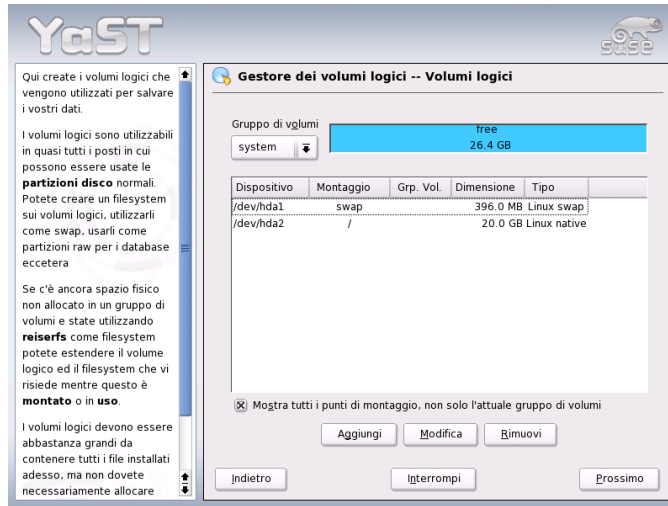 YaST
SUSE
Qui create i volumi logici che
vengono utilizzati per salvare
i vostri dati.
I volumi logici sono utilizzabili
in quasi tutti i posti in cui
possono essere usate le
partizioni disco normali.
Potete creare un filesystem
sui volumi logici, utilizzarli
come swap, usarli come
partizioni raw per i database
eccetera
Se c'è ancora spazio fisico
non allocato in un gruppo di
volumi e state utilizzando
reiserfs come filesystem
potete estendere il volume
logico ed il filesystem che vi
risiede mentre questo è
montato o in uso.
I volumi logici devono essere
abbastanza grandi da
contenere tutti i file installati
adesso, ma non dovete
necessariamente allocare
Gestore dei volumi logici -- Volumi logici
Gruppo di volumi
system
free
26.4 GB
Dispositivo Montaggio Grp. Vol. Dimensione Tipo
/dev/hda1 swap 396.0 MB Linux swap
/dev/hda2 / 20.0 GB Linux native
Mostra tutti i punti di montaggio, non solo l'attuale gruppo di volumi
Aggiungi Modifica Rimuovi
Indietro Interrompi Prossimo